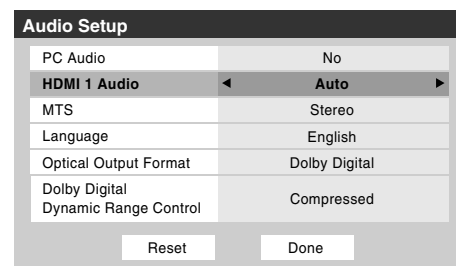 Audio Setup
PC Audio No
HDMI 1 Audio ◀ Auto ▶
MTS Stereo
Language English
Optical Output Format Dolby Digital
Dolby Digital
Dynamic Range Control Compressed
Reset Done